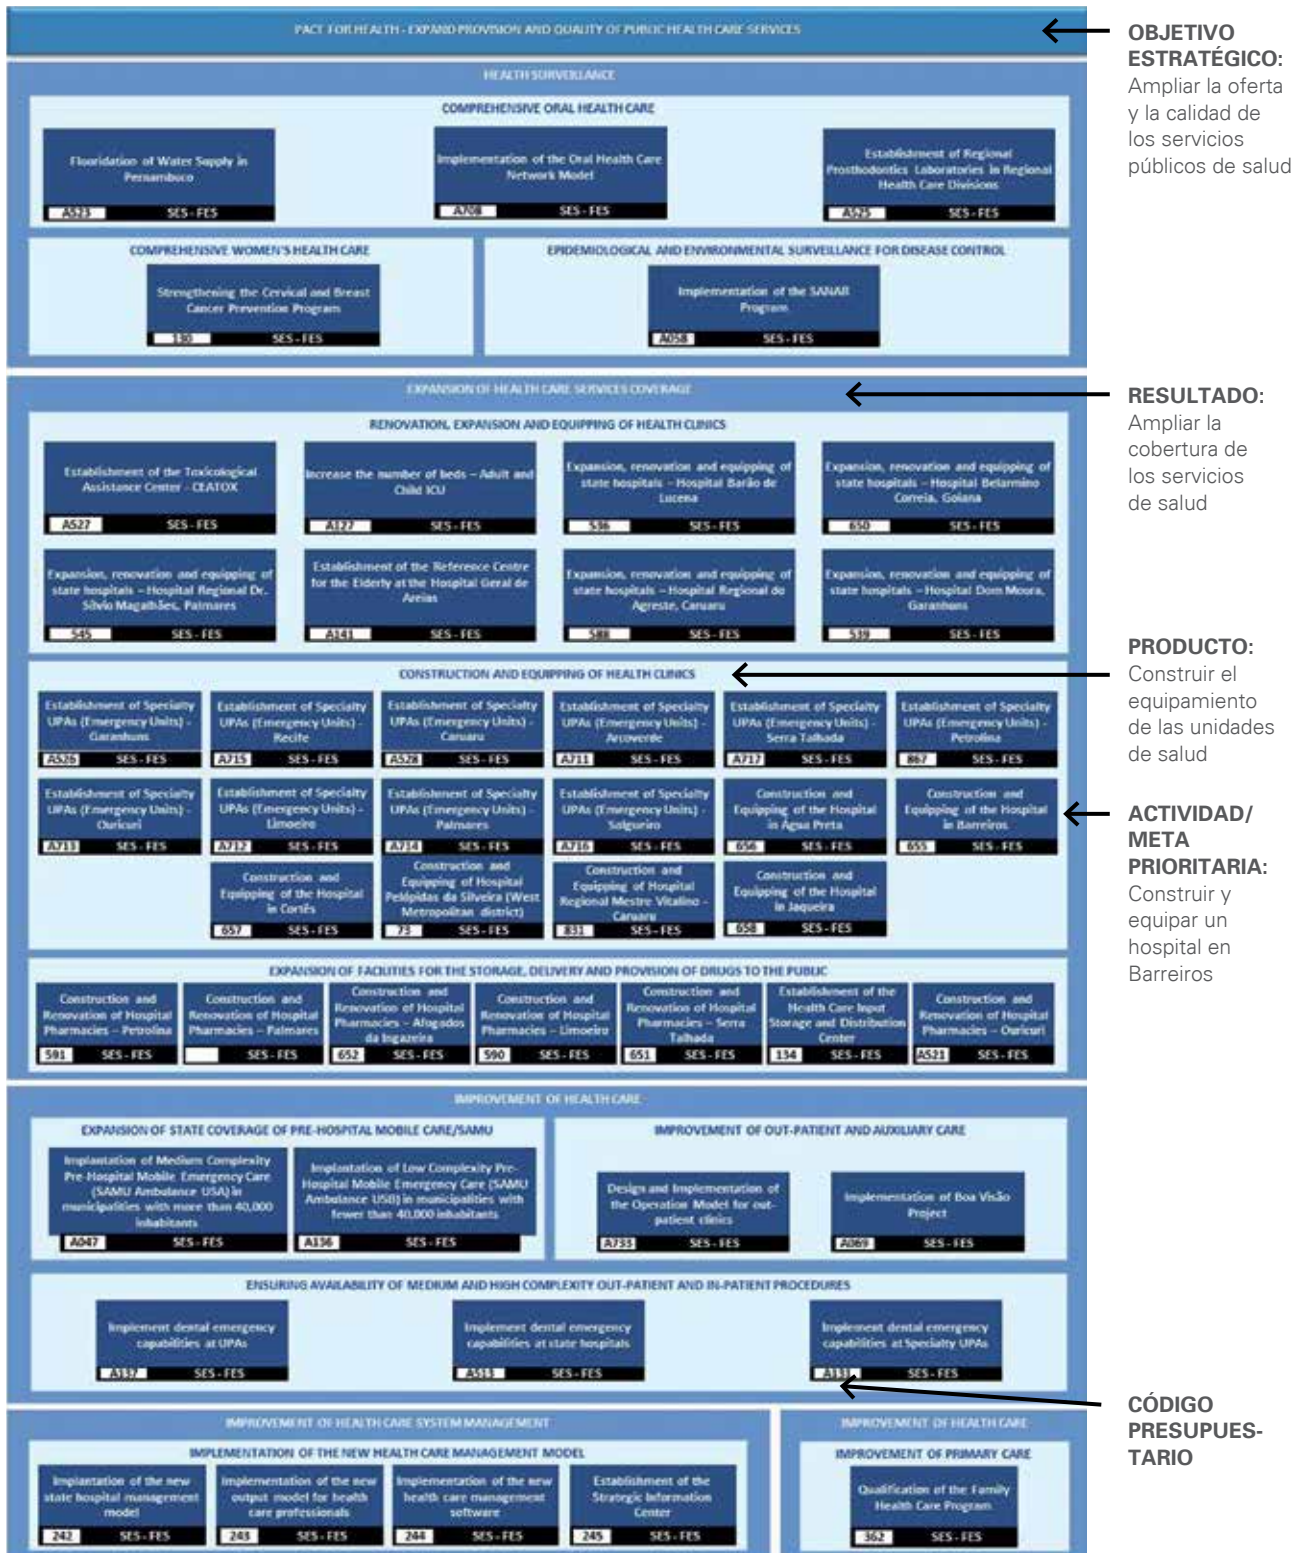 PACT FOR HEALTH - EXPAND PROVISION AND QUALITY OF PUBLIC HEALTH CARE SERVICES
OBJETIVO
ESTRATÉGICO:
Ampliar la oferta
y la calidad de
los servicios
públicos de salud
HEALTH SURVEILLANCE
COMPREHENSIVE ORAL HEALTH CARE
Flouridation of Water Supply in
Pernambuco
A523 SES - FES
Implementation of the Oral Health Care
Network Model
A708 SES - FES
Establishment of Regional
Prosthodontics Laboratories in Regional
Health Care Divisions
A525 SES - FES
COMPREHENSIVE WOMEN'S HEALTH CARE
Strengthening the Cervical and Breast
Cancer Prevention Program
130 SES - FES
EPIDEMIOLOGICAL AND ENVIRONMENTAL SURVEILLANCE FOR DISEASE CONTROL
Implementation of the SANAR
Program
A058 SES - FES
EXPANSION OF HEALTH CARE SERVICES COVERAGE
RESULTADO:
Ampliar la
cobertura de
los servicios
de salud
RENOVATION, EXPANSION AND EQUIPPING OF HEALTH CLINICS
Establishment of the Toxicological
Assistance Center - CEATOX
A527 SES - FES
Increase the number of beds – Adult and
Child ICU
A127 SES - FES
Expansion, renovation and equipping of
state hospitals – Hospital Barão de
Lucena
536 SES - FES
Expansion, renovation and equipping of
state hospitals – Hospital Belarmino
Correia, Goiana
650 SES - FES
Expansion, renovation and equipping of
state hospitals – Hospital Regional Dr.
Sílvio Magalhães, Palmares
545 SES - FES
Establishment of the Reference Centre
for the Elderly at the Hospital Geral de
Areias
A141 SES - FES
Expansion, renovation and equipping of
state hospitals – Hospital Regional do
Agreste, Caruaru
588 SES - FES
Expansion, renovation and equipping of
state hospitals – Hospital Dom Moura,
Garanhuns
539 SES - FES
CONSTRUCTION AND EQUIPPING OF HEALTH CLINICS
PRODUCTO:
Construir el
equipamiento
de las unidades
de salud
Establishment of Specialty
UPAs (Emergency Units) -
Garanhuns
A526 SES - FES
Establishment of Specialty
UPAs (Emergency Units) -
Recife
A715 SES - FES
Establishment of Specialty
UPAs (Emergency Units) -
Caruaru
A528 SES - FES
Establishment of Specialty
UPAs (Emergency Units) -
Arcoverde
A711 SES - FES
Establishment of Specialty
UPAs (Emergency Units) -
Serra Talhada
A717 SES - FES
Establishment of Specialty
UPAs (Emergency Units) -
Petrolina
867 SES - FES
Establishment of Specialty
UPAs (Emergency Units) -
Ouricuri
A713 SES - FES
Establishment of Specialty
UPAs (Emergency Units) -
Limoeiro
A712 SES - FES
Establishment of Specialty
UPAs (Emergency Units) -
Palmares
A714 SES - FES
Establishment of Specialty
UPAs (Emergency Units) -
Salgueiro
A716 SES - FES
Construction and
Equipping of the Hospital
in Água Preta
656 SES - FES
Construction and
Equipping of the Hospital
in Barreiros
655 SES - FES
ACTIVIDAD/
META
PRIORITARIA:
Construir y
equipar un
hospital en
Barreiros
Construction and
Equipping of the Hospital
in Cortês
657 SES - FES
Construction and
Equipping of Hospital
Pelópidas da Silveira (West
Metropolitan district)
73 SES - FES
Construction and
Equipping of Hospital
Regional Mestre Vitalino -
Caruaru
831 SES - FES
Construction and
Equipping of the Hospital
in Jaqueira
658 SES - FES
EXPANSION OF FACILITIES FOR THE STORAGE, DELIVERY AND PROVISION OF DRUGS TO THE PUBLIC
Construction and
Renovation of Hospital
Pharmacies – Petrolina
591 SES - FES
Construction and
Renovation of Hospital
Pharmacies – Palmares
SES - FES
Construction and
Renovation of Hospital
Pharmacies – Afogados
da Ingazeira
652 SES - FES
Construction and
Renovation of Hospital
Pharmacies – Limoeiro
590 SES - FES
Construction and
Renovation of Hospital
Pharmacies – Serra
Talhada
651 SES - FES
Establishment of the
Health Care Input
Storage and Distribution
Center
134 SES - FES
Construction and
Renovation of Hospital
Pharmacies – Ouricuri
A521 SES - FES
IMPROVEMENT OF HEALTH CARE
EXPANSION OF STATE COVERAGE OF PRE-HOSPITAL MOBILE CARE/SAMU
Implantation of Medium Complexity
Pre-Hospital Mobile Emergency Care
(SAMU Ambulance USA) in
municipalities with more than 40,000
inhabitants
A047 SES - FES
Implantation of Low Complexity Pre-
Hospital Mobile Emergency Care (SAMU
Ambulance USB) in municipalities with
fewer than 40,000 inhabitants
A136 SES - FES
IMPROVEMENT OF OUT-PATIENT AND AUXILIARY CARE
Design and Implementation of
the Operation Model for out-
patient clinics
A733 SES - FES
Implementation of Boa Visão
Project
A069 SES - FES
ENSURING AVAILABILITY OF MEDIUM AND HIGH COMPLEXITY OUT-PATIENT AND IN-PATIENT PROCEDURES
Implement dental emergency
capabilities at UPAs
A137 SES - FES
Implement dental emergency
capabilities at state hospitals
A513 SES - FES
Implement dental emergency
capabilities at Specialty UPAs
SES - FES
CÓDIGO
PRESUPUES-
TARIO
IMPROVEMENT OF HEALTH CARE SYSTEM MANAGEMENT
IMPLEMENTATION OF THE NEW HEALTH CARE MANAGEMENT MODEL
Implantation of the new
state hospital management
model
242 SES - FES
Implementation of the new
output model for health
care professionals
243 SES - FES
Implementation of the new
health care management
software
244 SES - FES
Establishment of the
Strategic Information
Center
245 SES - FES
IMPROVEMENT OF HEALTH CARE
IMPROVEMENT OF PRIMARY CARE
Qualification of the Family
Health Care Program
362 SES - FES